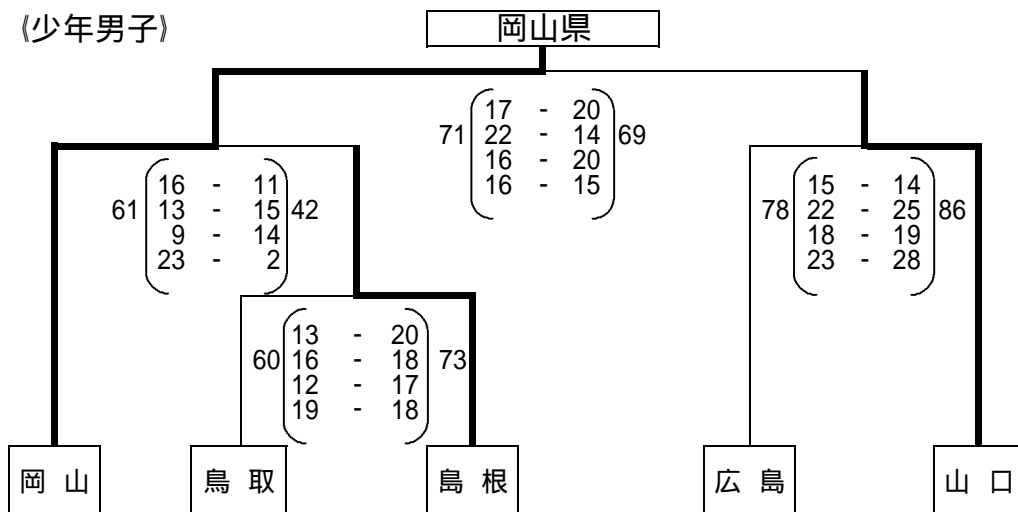 《少年男子》
岡山県
71
17 - 20
22 - 14
16 - 20
16 - 15
69
61
16 - 11
13 - 15
9 - 14
23 - 2
42
78
15 - 14
22 - 25
18 - 19
23 - 28
86
60
13 - 20
16 - 18
12 - 17
19 - 18
73
岡 山
鳥 取
島 根
広 島
山 口